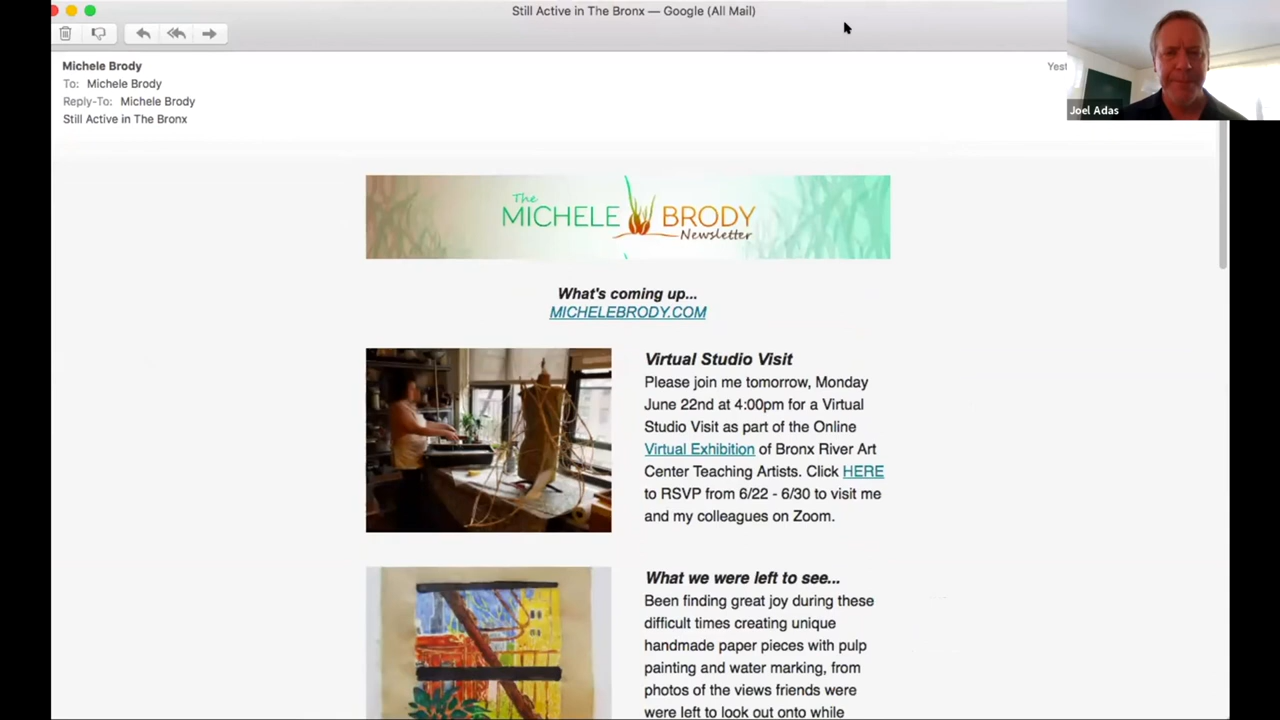 Still Active in The Bronx — Google (All Mail)
Michele Brody
To: Michele Brody
Reply-To: Michele Brody
Still Active in The Bronx
Yest
Joel Adas
The
MICHELE BRODY
Newsletter
What's coming up...
MICHELEBRODY.COM
Virtual Studio Visit
Please join me tomorrow, Monday
June 22nd at 4:00pm for a Virtual
Studio Visit as part of the Online
Virtual Exhibition of Bronx River Art
Center Teaching Artists. Click HERE
to RSVP from 6/22 - 6/30 to visit me
and my colleagues on Zoom.
What we were left to see...
Been finding great joy during these
difficult times creating unique
handmade paper pieces with pulp
painting and water marking, from
photos of the views friends were
were left to look out onto while